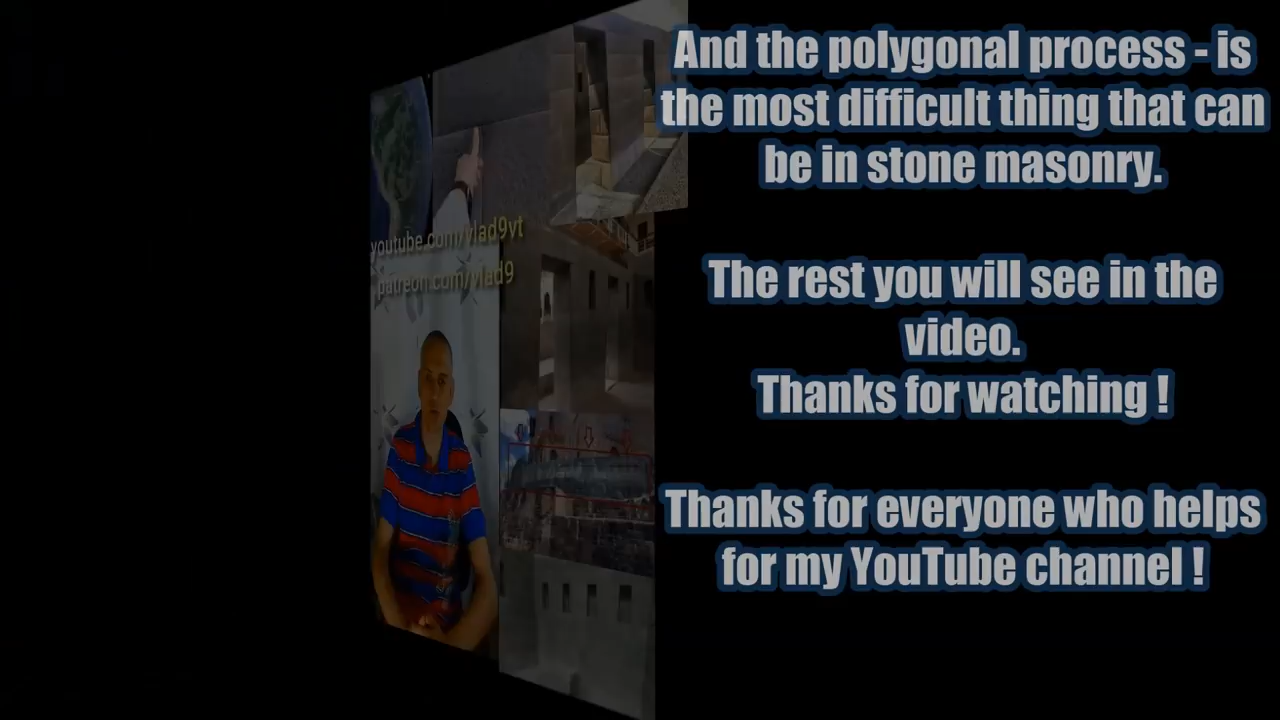 And the polygonal process - is
the most difficult thing that can
be in stone masonry.
The rest you will see in the
video.
Thanks for watching !
Thanks for everyone who helps
for my YouTube channel !
youtube.com/vlad9vt
patreon.com/vlad9